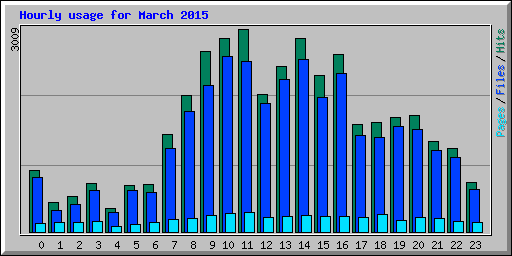 Hourly usage for March 2015
3009
Pages / Files / Hits
0 1 2 3 4 5 6 7 8 9 10 11 12 13 14 15 16 17 18 19 20 21 22 23